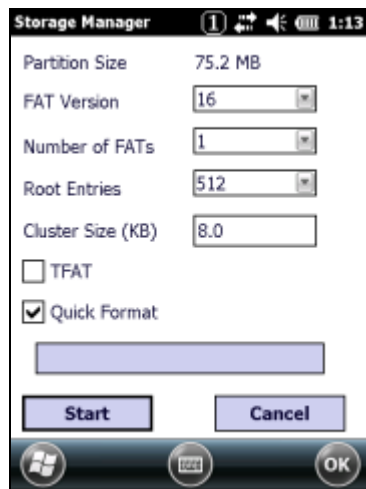 Storage Manager 1 1:13
Partition Size 75.2 MB
FAT Version 16
Number of FATs 1
Root Entries 512
Cluster Size (KB) 8.0
TFAT
Quick Format
Start Cancel
OK